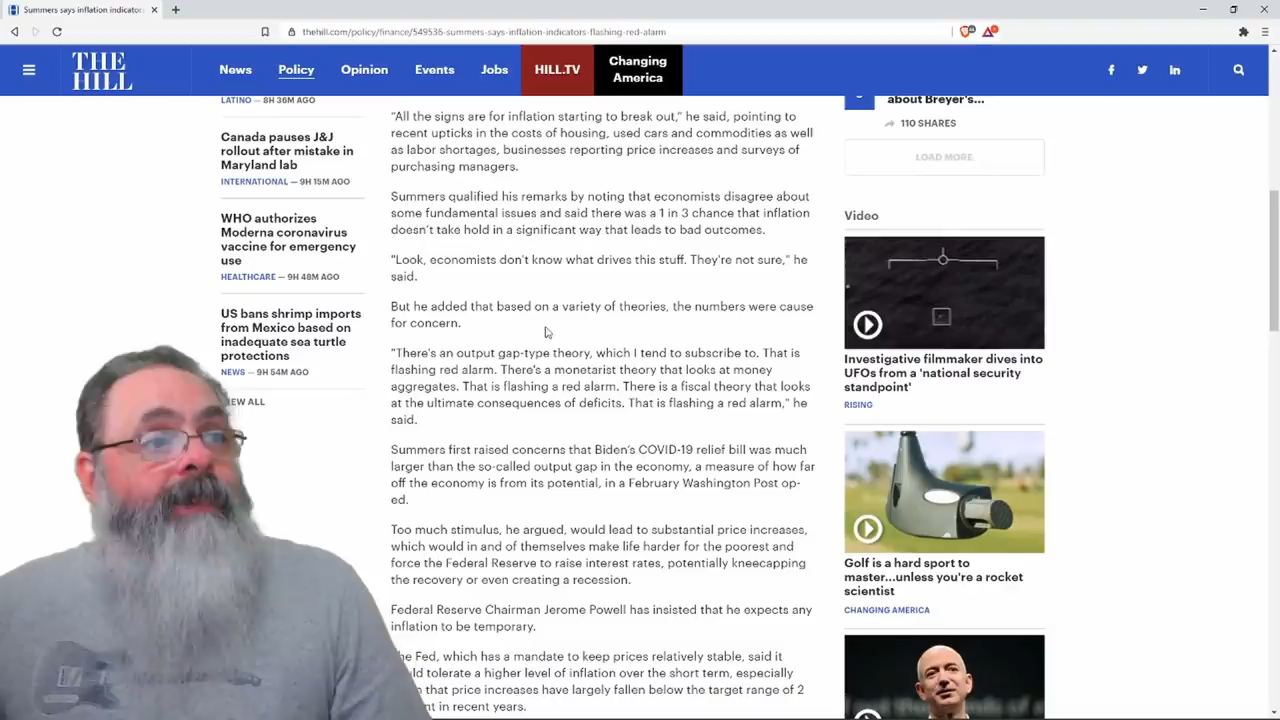 Summers says inflation indicator
thehill.com/policy/finance/549536-summers-says-inflation-indicators-flashing-red-alarm
THE
HILL
News
Policy
Opinion
Events
Jobs
HILL.TV
Changing
America
LATINO — 8H 36M AGO
Canada pauses J&J
rollout after mistake in
Maryland lab
INTERNATIONAL — 9H 15M AGO
WHO authorizes
Moderna coronavirus
vaccine for emergency
use
HEALTHCARE — 9H 48M AGO
US bans shrimp imports
from Mexico based on
inadequate sea turtle
protections
NEWS — 9H 54M AGO
VIEW ALL
“All the signs are for inflation starting to break out,” he said, pointing to
recent upticks in the costs of housing, used cars and commodities as well
as labor shortages, businesses reporting price increases and surveys of
purchasing managers.
Summers qualified his remarks by noting that economists disagree about
some fundamental issues and said there was a 1 in 3 chance that inflation
doesn’t take hold in a significant way that leads to bad outcomes.
"Look, economists don't know what drives this stuff. They're not sure," he
said.
But he added that based on a variety of theories, the numbers were cause
for concern.
"There's an output gap-type theory, which I tend to subscribe to. That is
flashing red alarm. There's a monetarist theory that looks at money
aggregates. That is flashing a red alarm. There is a fiscal theory that looks
at the ultimate consequences of deficits. That is flashing a red alarm,” he
said.
Summers first raised concerns that Biden’s COVID-19 relief bill was much
larger than the so-called output gap in the economy, a measure of how far
off the economy is from its potential, in a February Washington Post op-
ed.
Too much stimulus, he argued, would lead to substantial price increases,
which would in and of themselves make life harder for the poorest and
force the Federal Reserve to raise interest rates, potentially kneecapping
the recovery or even creating a recession.
Federal Reserve Chairman Jerome Powell has insisted that he expects any
inflation to be temporary.
The Fed, which has a mandate to keep prices relatively stable, said it
tolerate a higher level of inflation over the short term, especially
that price increases have largely fallen below the target range of 2
in recent years.
about Breyer's...
110 SHARES
LOAD MORE
Video
Investigative filmmaker dives into
UFOs from a 'national security
standpoint'
RISING
Golf is a hard sport to
master...unless you're a rocket
scientist
CHANGING AMERICA